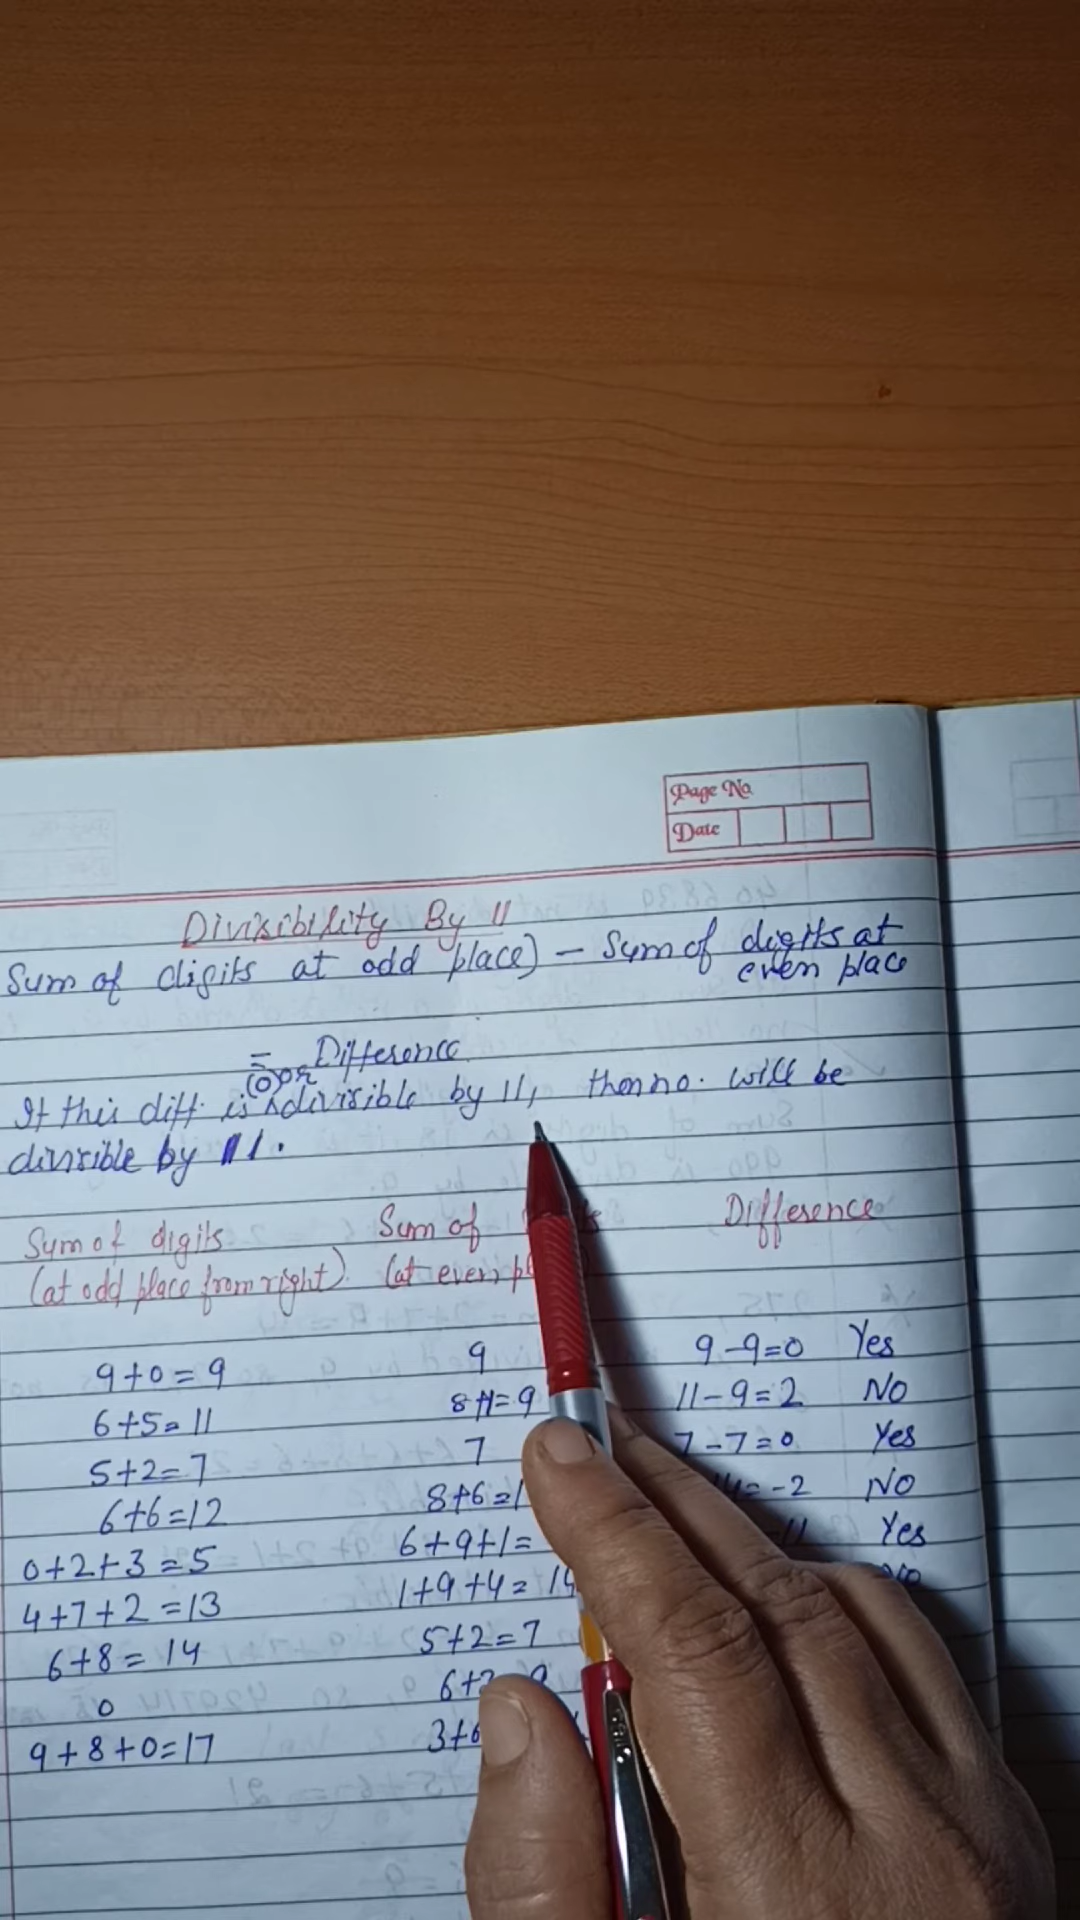 Page No.
Date
Divisibility By 11
Sum of digits at odd place) - Sum of digits at
even place
= Difference
(0) or
If this diff. is ^ divisible by 11, then no. will be
divisible by 11.
Sum of digits Sum of Difference
(at odd place from right). (at even
9+0=9 9 9-9=0 Yes
6+5=11 8+1=9 11-9=2 No
5+2=7 7 7-7=0 Yes
6+6=12 8+6= = -2 No
0+2+3=5 6+9+1= Yes
4+7+2=13 1+9+4=14 No
6+8=14 5+2=7
0 6+
9+8+0=17 3+6